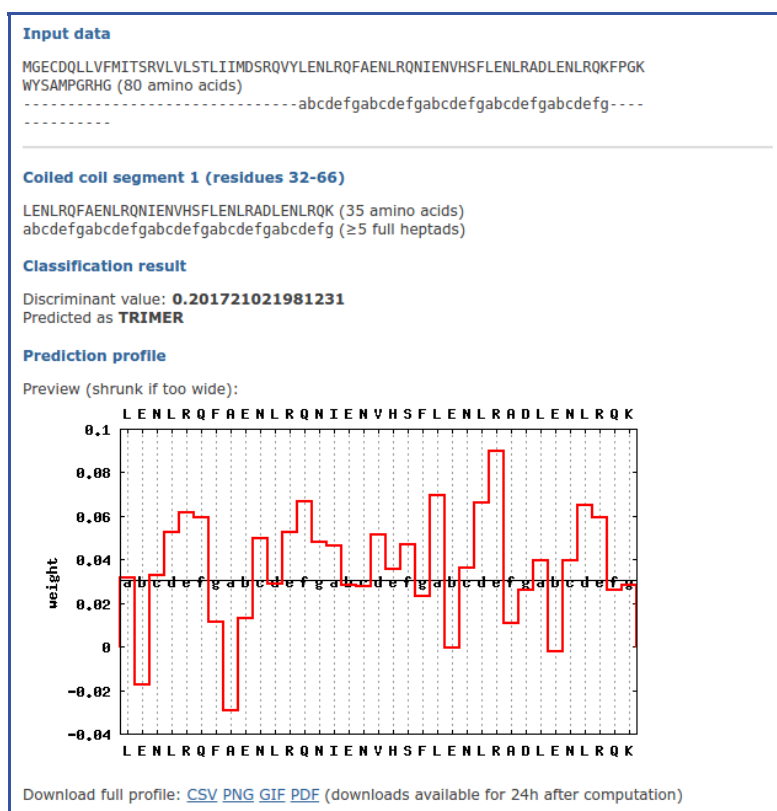 Input data
MGECDQLLVFMITSRVLVLSTLIIMDSRQVYLENLRQFAENLRQNIENVHSFLENLRADLENLRQKFPGK
WYSAMPGRHG (80 amino acids)
-------------------------------abcdefgabcdefgabcdefgabcdefgabcdefg----
----------
Coiled coil segment 1 (residues 32-66)
LENLRQFAENLRQNIENVHSFLENLRADLENLRQK (35 amino acids)
abcdefgabcdefgabcdefgabcdefgabcdefg (≥5 full heptads)
Classification result
Discriminant value: 0.201721021981231
Predicted as TRIMER
Prediction profile
Preview (shrunk if too wide):
L E N L R Q F A E N L R Q N I E N V H S F L E N L R A D L E N L R Q K
0.1
0.08
0.06
0.04
0.02
0
-0.02
-0.04
weight
a b c d e f g a b c d e f g a b c d e f g a b c d e f g a b c d e f g
L E N L R Q F A E N L R Q N I E N V H S F L E N L R A D L E N L R Q K
Download full profile: CSV PNG GIF PDF (downloads available for 24h after computation)